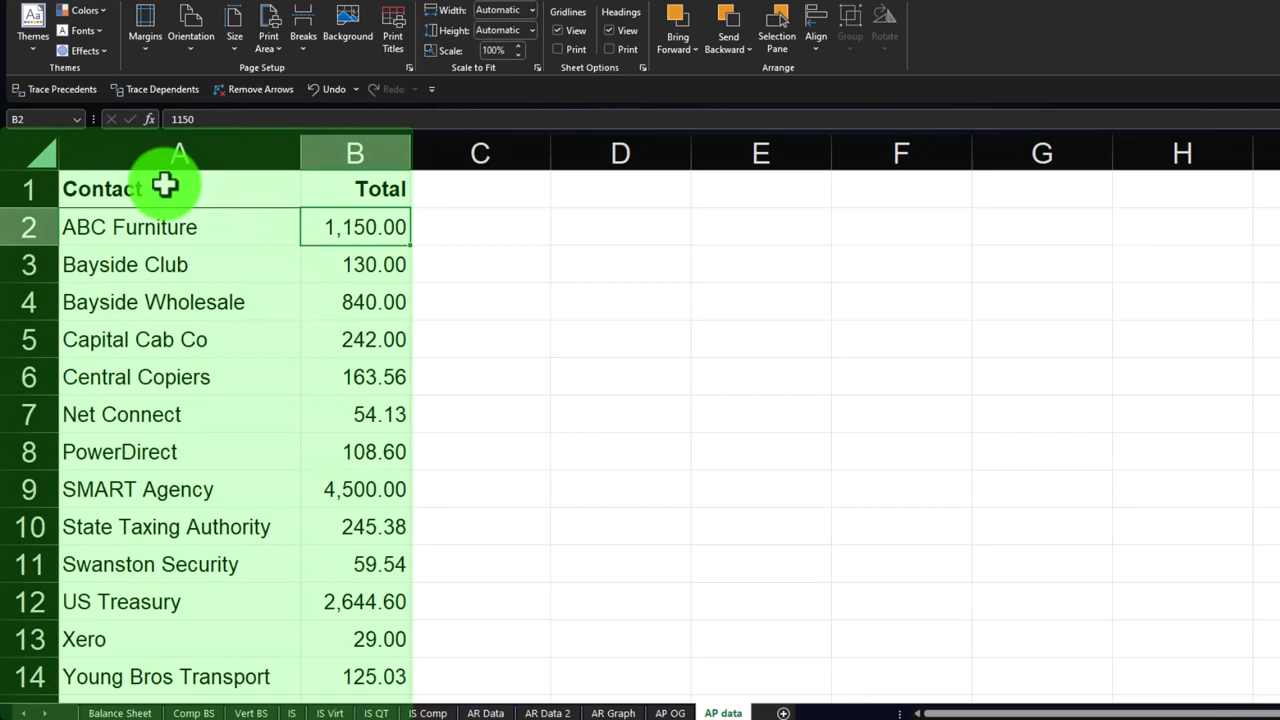 Themes
Colors
Fonts
Effects
Themes
Margins
Orientation
Size
Print Area
Breaks
Background
Print Titles
Page Setup
Width: Automatic
Height: Automatic
Scale: 100%
Scale to Fit
Gridlines
View
Print
Headings
View
Print
Sheet Options
Bring Forward
Send Backward
Selection Pane
Align
Group
Rotate
Arrange
Trace Precedents Trace Dependents Remove Arrows Undo Redo
B2 fx 1150
A B C D E F G H
1 Contact Total
2 ABC Furniture 1,150.00
3 Bayside Club 130.00
4 Bayside Wholesale 840.00
5 Capital Cab Co 242.00
6 Central Copiers 163.56
7 Net Connect 54.13
8 PowerDirect 108.60
9 SMART Agency 4,500.00
10 State Taxing Authority 245.38
11 Swanston Security 59.54
12 US Treasury 2,644.60
13 Xero 29.00
14 Young Bros Transport 125.03
Balance Sheet Comp BS Vert BS IS IS Virt IS QT IS Comp AR Data AR Data 2 AR Graph AP OG AP data